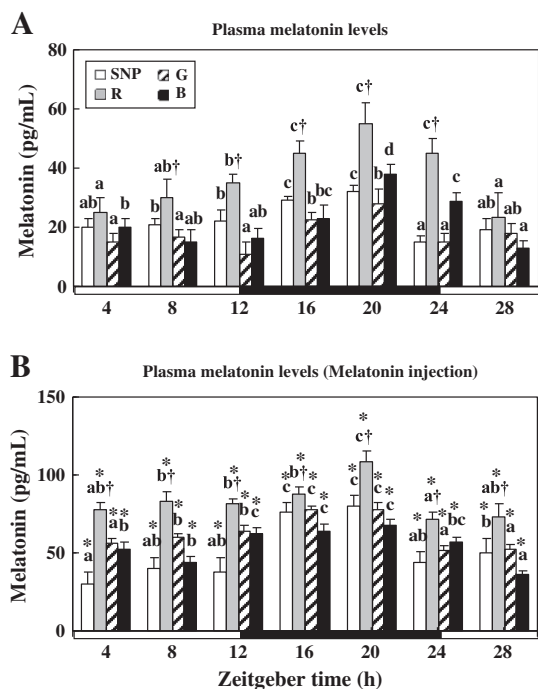 A
Plasma melatonin levels
Melatonin (pg/mL)
80
60
40
20
0
SNP G
R B
ab a a b
b ab† a ab
b b† a ab
c c† b bc
c c† b d
a c† a c
ab a ab a
4 8 12 16 20 24 28
B
Plasma melatonin levels (Melatonin injection)
Melatonin (pg/mL)
150
100
50
0
* * * *
a ab† a b
* * * *
ab b† b b
* * * *
ab b† b c
* * * *
c b† c c
* * * *
c c† c c
* * * *
ab a† a bc
* * * *
b ab† a a
4 8 12 16 20 24 28
Zeitgeber time (h)